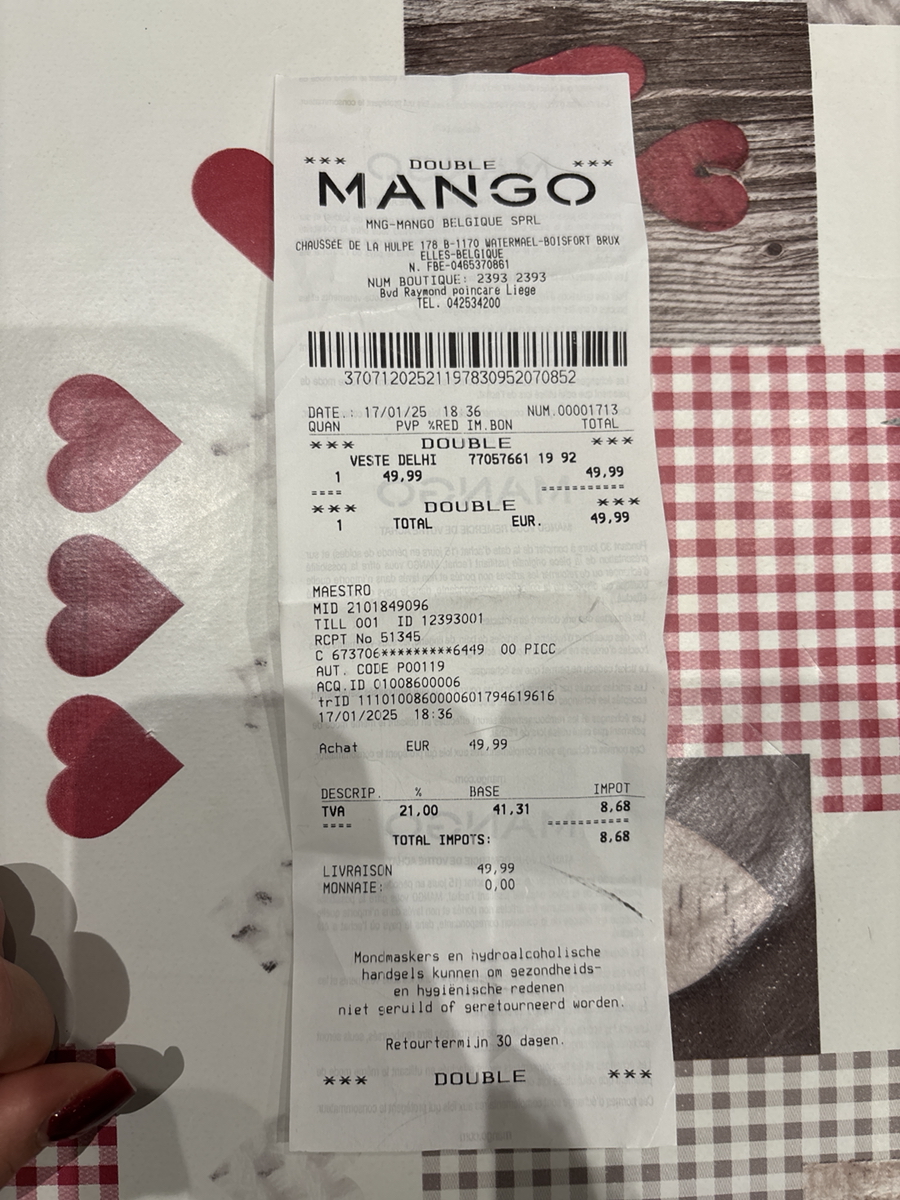 *** DOUBLE ***
MANGO
MNG-MANGO BELGIQUE SPRL
CHAUSSEE DE LA HULPE 178 B-1170 WATERMAEL-BOISFORT BRUX
ELLES-BELGIQUE
N. FBE-0465370861
NUM BOUTIQUE: 2393 2393
Bvd Raymond poincare Liege
TEL. 042534200
37071202521197830952070852
DATE.: 17/01/25 18 36 NUM.00001713
QUAN PVP %RED IM.BON TOTAL
*** DOUBLE ***
VESTE DELHI 77057661 19 92
1 49,99 49,99
==== ===========
*** DOUBLE ***
1 TOTAL EUR. 49,99
MAESTRO
MID 2101849096
TILL 001 ID 12393001
RCPT No 51345
C 673706*********6449 00 PICC
AUT. CODE P00119
ACQ.ID 01008600006
trID 1110100860000601794619616
17/01/2025 18:36
Achat EUR 49,99
DESCRIP. % BASE IMPOT
TVA 21,00 41,31 8,68
==== ===========
TOTAL IMPOTS: 8,68
LIVRAISON 49,99
MONNAIE: 0,00
Mondmaskers en hydroalcoholische
handgels kunnen om gezondheids-
en hygiënische redenen
niet geruild of geretourneerd worden.
Retourtermijn 30 dagen.
*** DOUBLE ***